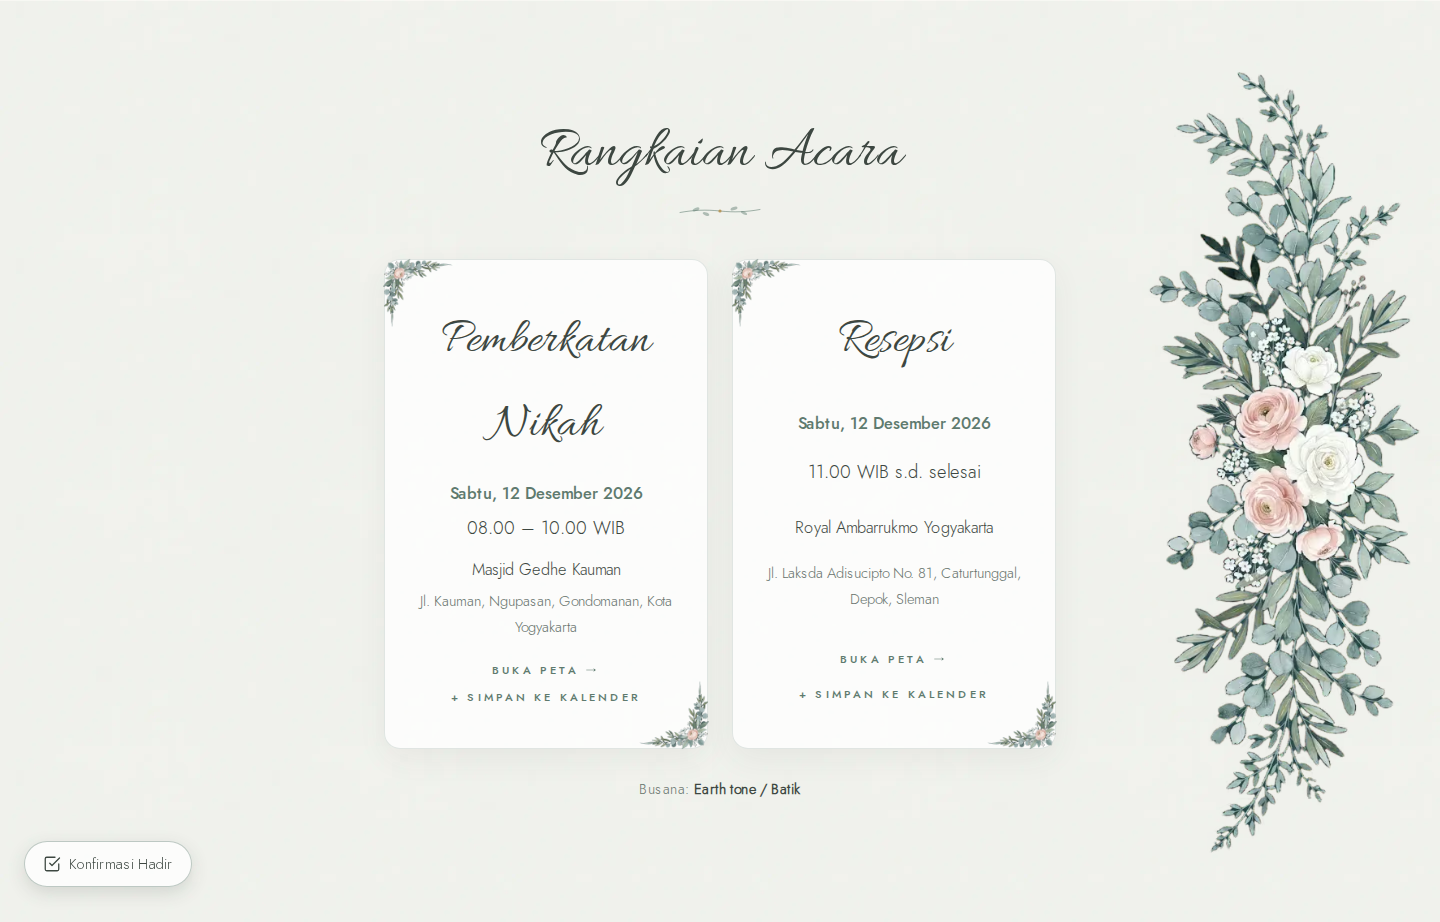 Rangkaian Acara
Pemberkatan
Nikah
Sabtu, 12 Desember 2026
08.00 – 10.00 WIB
Masjid Gedhe Kauman
Jl. Kauman, Ngupasan, Gondomanan, Kota
Yogyakarta
BUKA PETA →
+ SIMPAN KE KALENDER
Resepsi
Sabtu, 12 Desember 2026
11.00 WIB s.d. selesai
Royal Ambarrukmo Yogyakarta
Jl. Laksda Adisucipto No. 81, Caturtunggal,
Depok, Sleman
BUKA PETA →
+ SIMPAN KE KALENDER
Busana: Earth tone / Batik
Konfirmasi Hadir